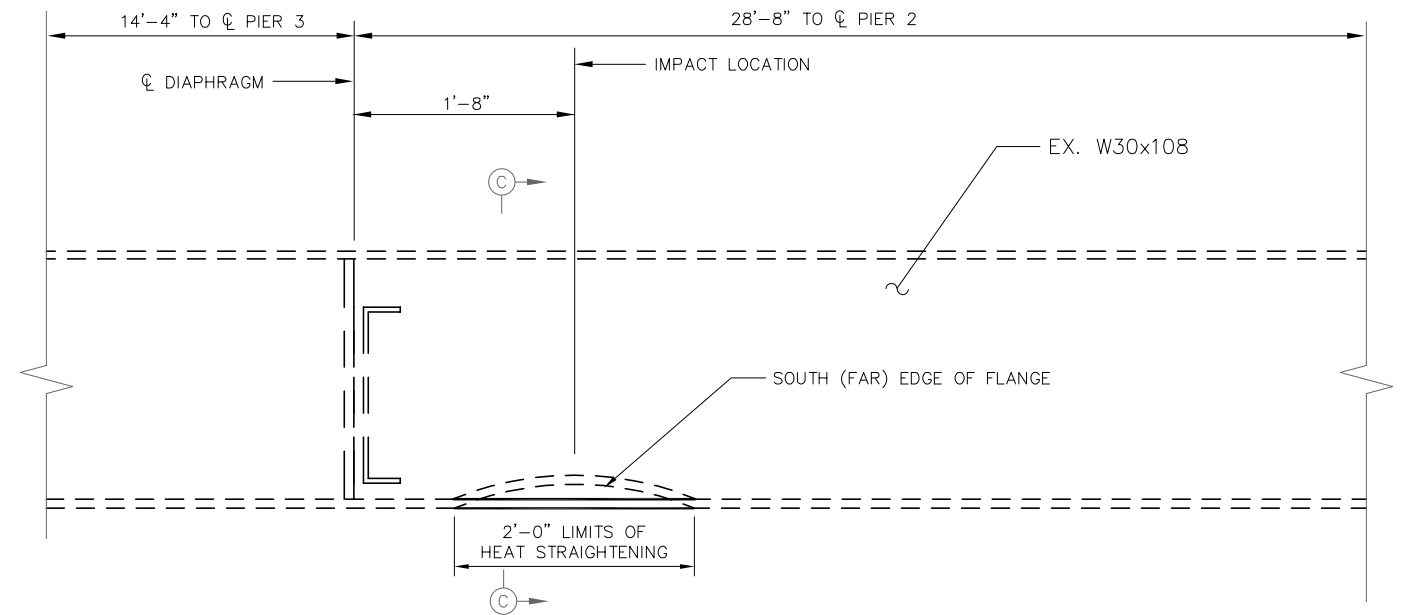 14'-4" TO ℄ PIER 3
28'-8" TO ℄ PIER 2
IMPACT LOCATION
℄ DIAPHRAGM
1'-8"
EX. W30x108
C
SOUTH (FAR) EDGE OF FLANGE
2'-0" LIMITS OF
HEAT STRAIGHTENING
C